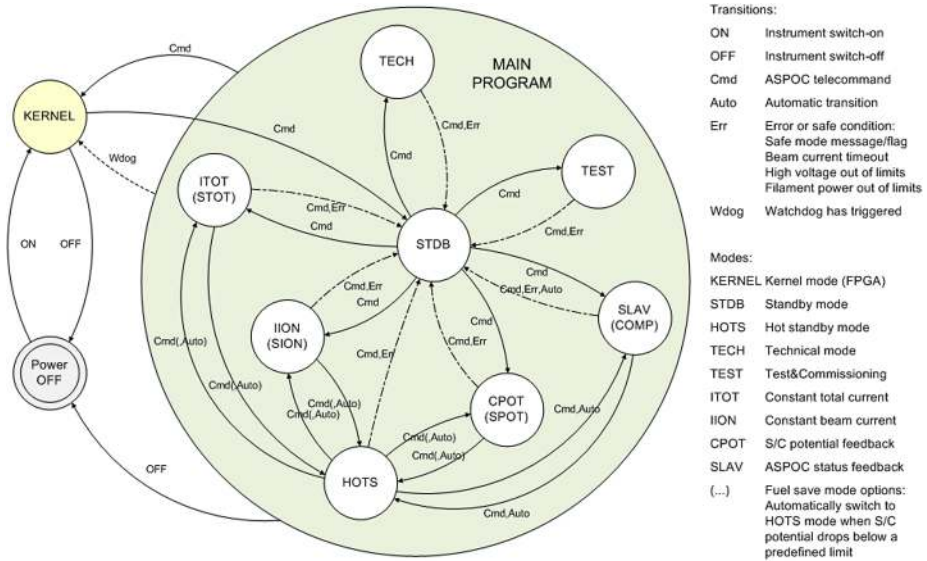 Cmd
TECH
MAIN
PROGRAM
KERNEL
Cmd
Cmd,Err
Cmd
Wdog
ITOT
(STOT)
TEST
Cmd
Cmd,Err
Cmd
Cmd,Err
STDB
ON
OFF
Cmd,Err
Cmd
Cmd
Cmd,Err,Auto
IION
(SION)
SLAV
(COMP)
Cmd
Cmd,Err
Cmd(,Auto)
Cmd,Err
Power
OFF
Cmd(,Auto)
Cmd(,Auto)
Cmd(,Auto)
CPOT
(SPOT)
Cmd,Auto
Cmd(,Auto)
Cmd(,Auto)
OFF
HOTS
Cmd,Auto
Transitions:
ON Instrument switch-on
OFF Instrument switch-off
Cmd ASPOC telecommand
Auto Automatic transition
Err Error or safe condition:
Safe mode message/flag
Beam current timeout
High voltage out of limits
Filament power out of limits
Wdog Watchdog has triggered
Modes:
KERNEL Kernel mode (FPGA)
STDB Standby mode
HOTS Hot standby mode
TECH Technical mode
TEST Test&Commissioning
ITOT Constant total current
IION Constant beam current
CPOT S/C potential feedback
SLAV ASPOC status feedback
(...) Fuel save mode options:
Automatically switch to
HOTS mode when S/C
potential drops below a
predefined limit